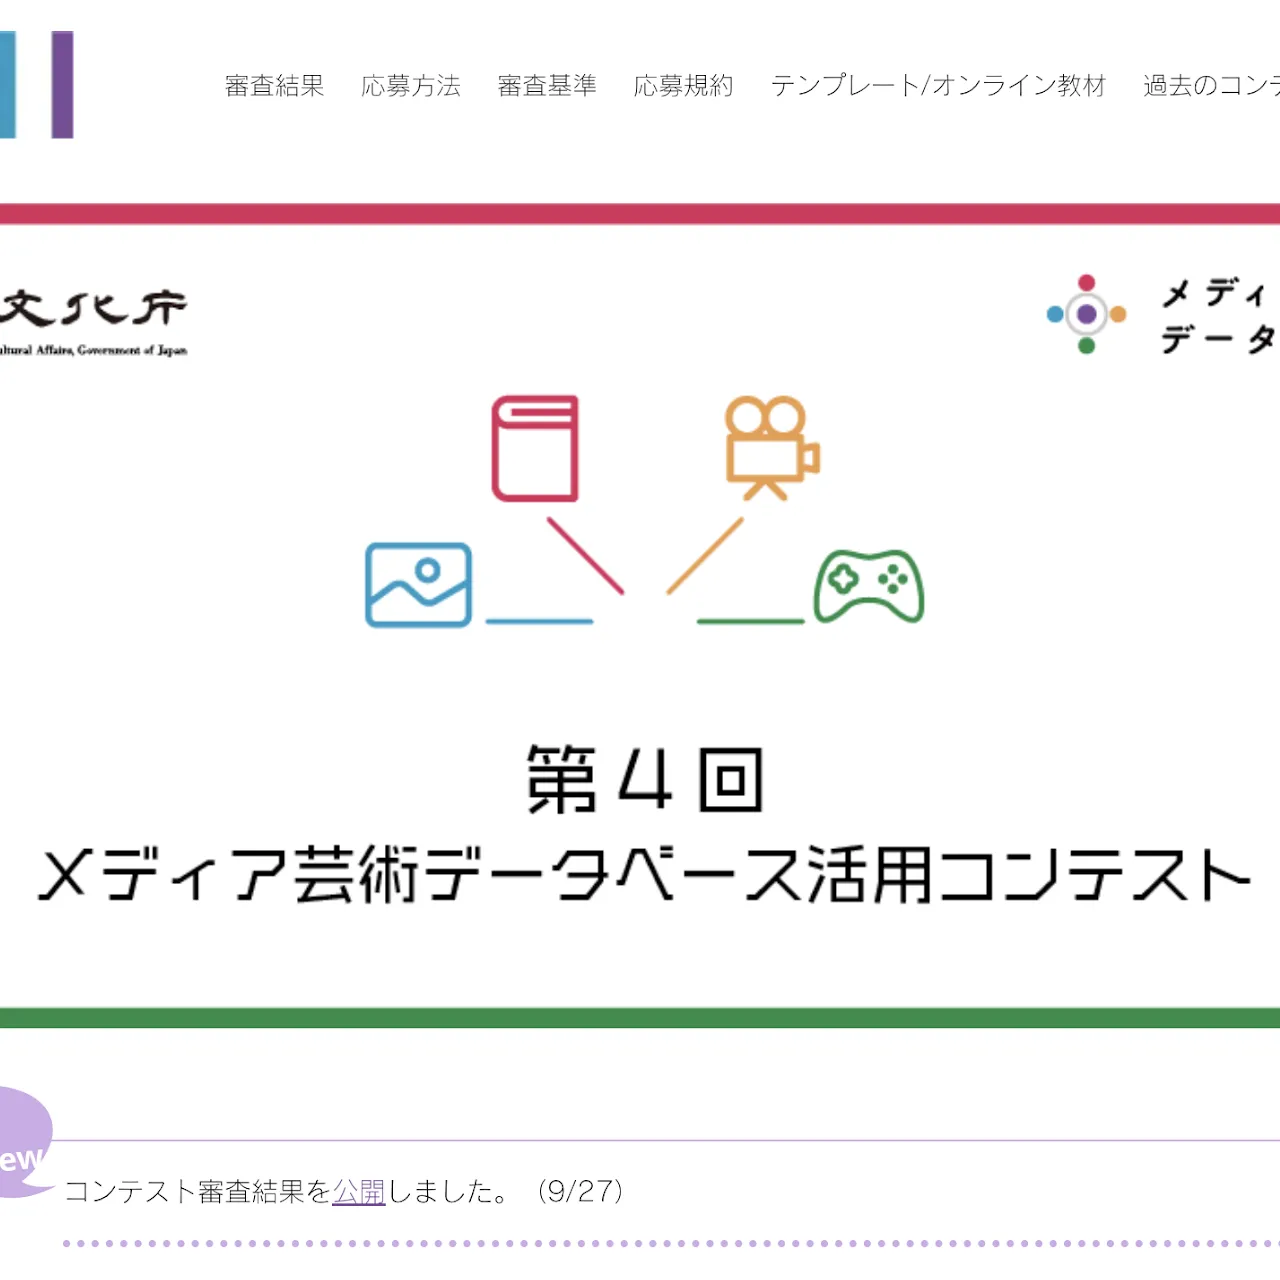 審査結果 応募方法 審査基準 応募規約 テンプレート/オンライン教材 過去のコン
文化庁
Affairs, Government of Japan
メディ
データ
第4回
メディア芸術データベース活用コンテスト
コンテスト審査結果を公開しました。（9/27）